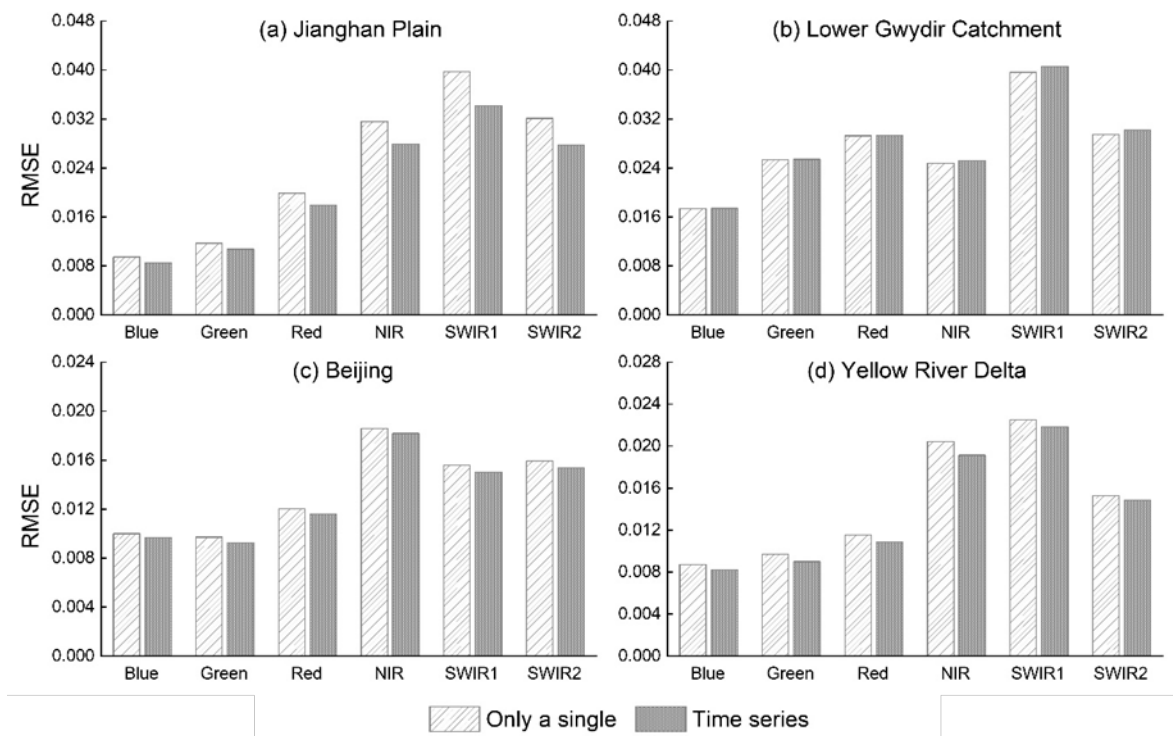 (a) Jianghan Plain
RMSE
0.048
0.040
0.032
0.024
0.016
0.008
0.000
Blue Green Red NIR SWIR1 SWIR2
(b) Lower Gwydir Catchment
0.048
0.040
0.032
0.024
0.016
0.008
0.000
Blue Green Red NIR SWIR1 SWIR2
(c) Beijing
RMSE
0.024
0.020
0.016
0.012
0.008
0.004
0.000
Blue Green Red NIR SWIR1 SWIR2
(d) Yellow River Delta
0.028
0.024
0.020
0.016
0.012
0.008
0.004
0.000
Blue Green Red NIR SWIR1 SWIR2
Only a single Time series